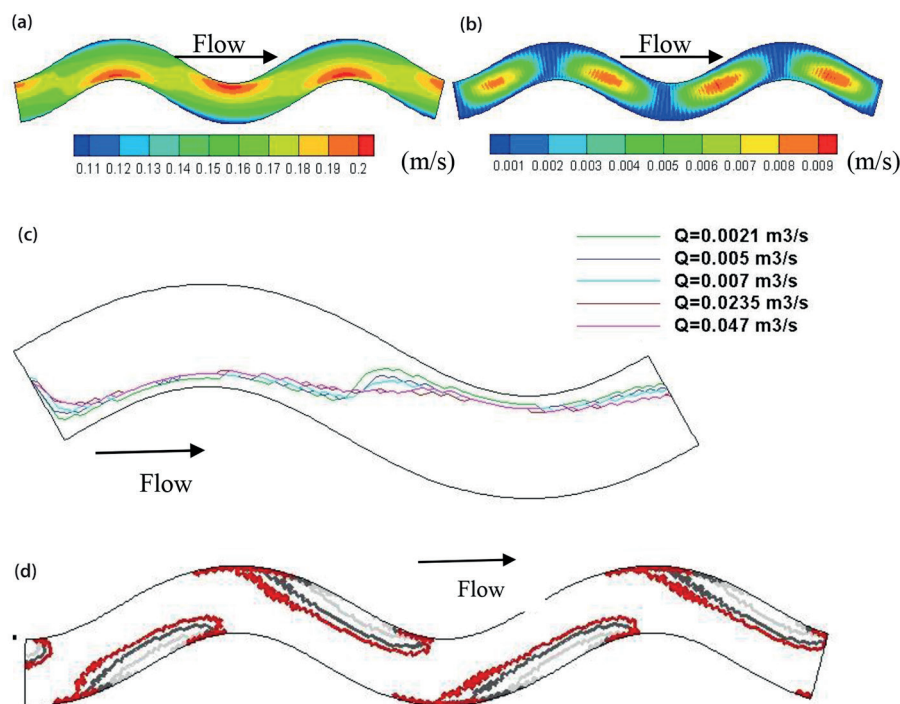 (a)
Flow
0.11 0.12 0.13 0.14 0.15 0.16 0.17 0.18 0.19 0.2
(m/s)
(b)
Flow
0.001 0.002 0.003 0.004 0.005 0.006 0.007 0.008 0.009
(m/s)
(c)
Q=0.0021 m3/s
Q=0.005 m3/s
Q=0.007 m3/s
Q=0.0235 m3/s
Q=0.047 m3/s
Flow
(d)
Flow